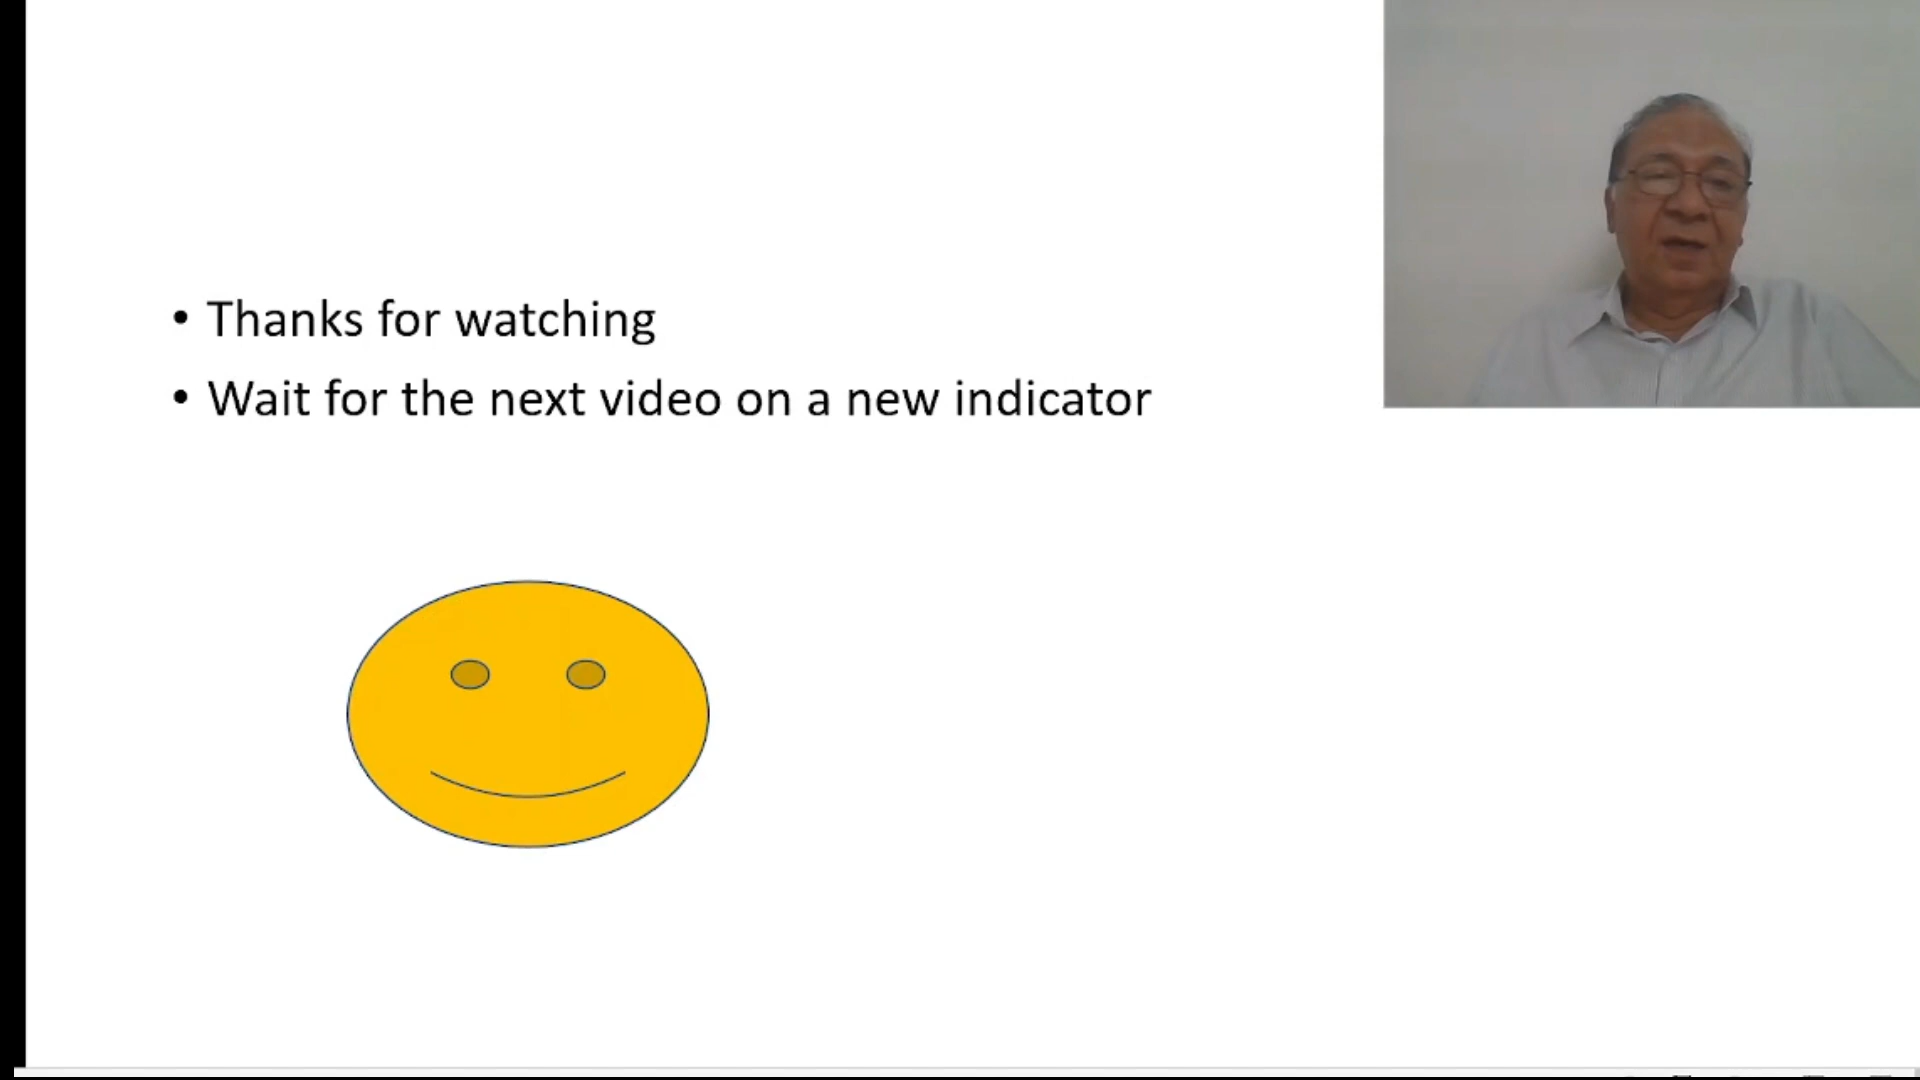 • Thanks for watching
• Wait for the next video on a new indicator